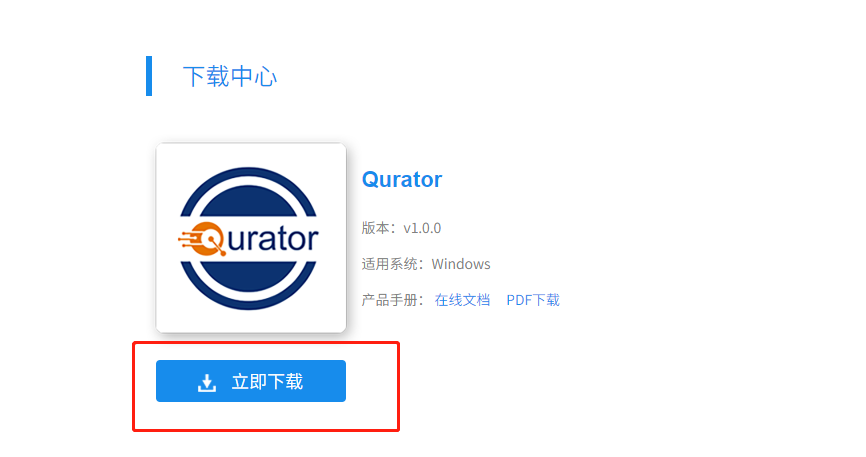 下载中心
Qurator
Qurator
版本：v1.0.0
适用系统：Windows
产品手册： 在线文档 PDF下载
立即下载